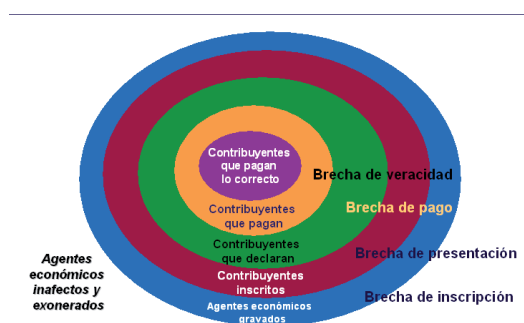 Contribuyentes
que pagan
lo correcto
Brecha de veracidad
Contribuyentes
que pagan
Brecha de pago
Contribuyentes
que declaran
Brecha de presentación
Agentes
económicos
inafectos y
exonerados
Contribuyentes
inscritos
Brecha de inscripción
Agentes económicos
gravados